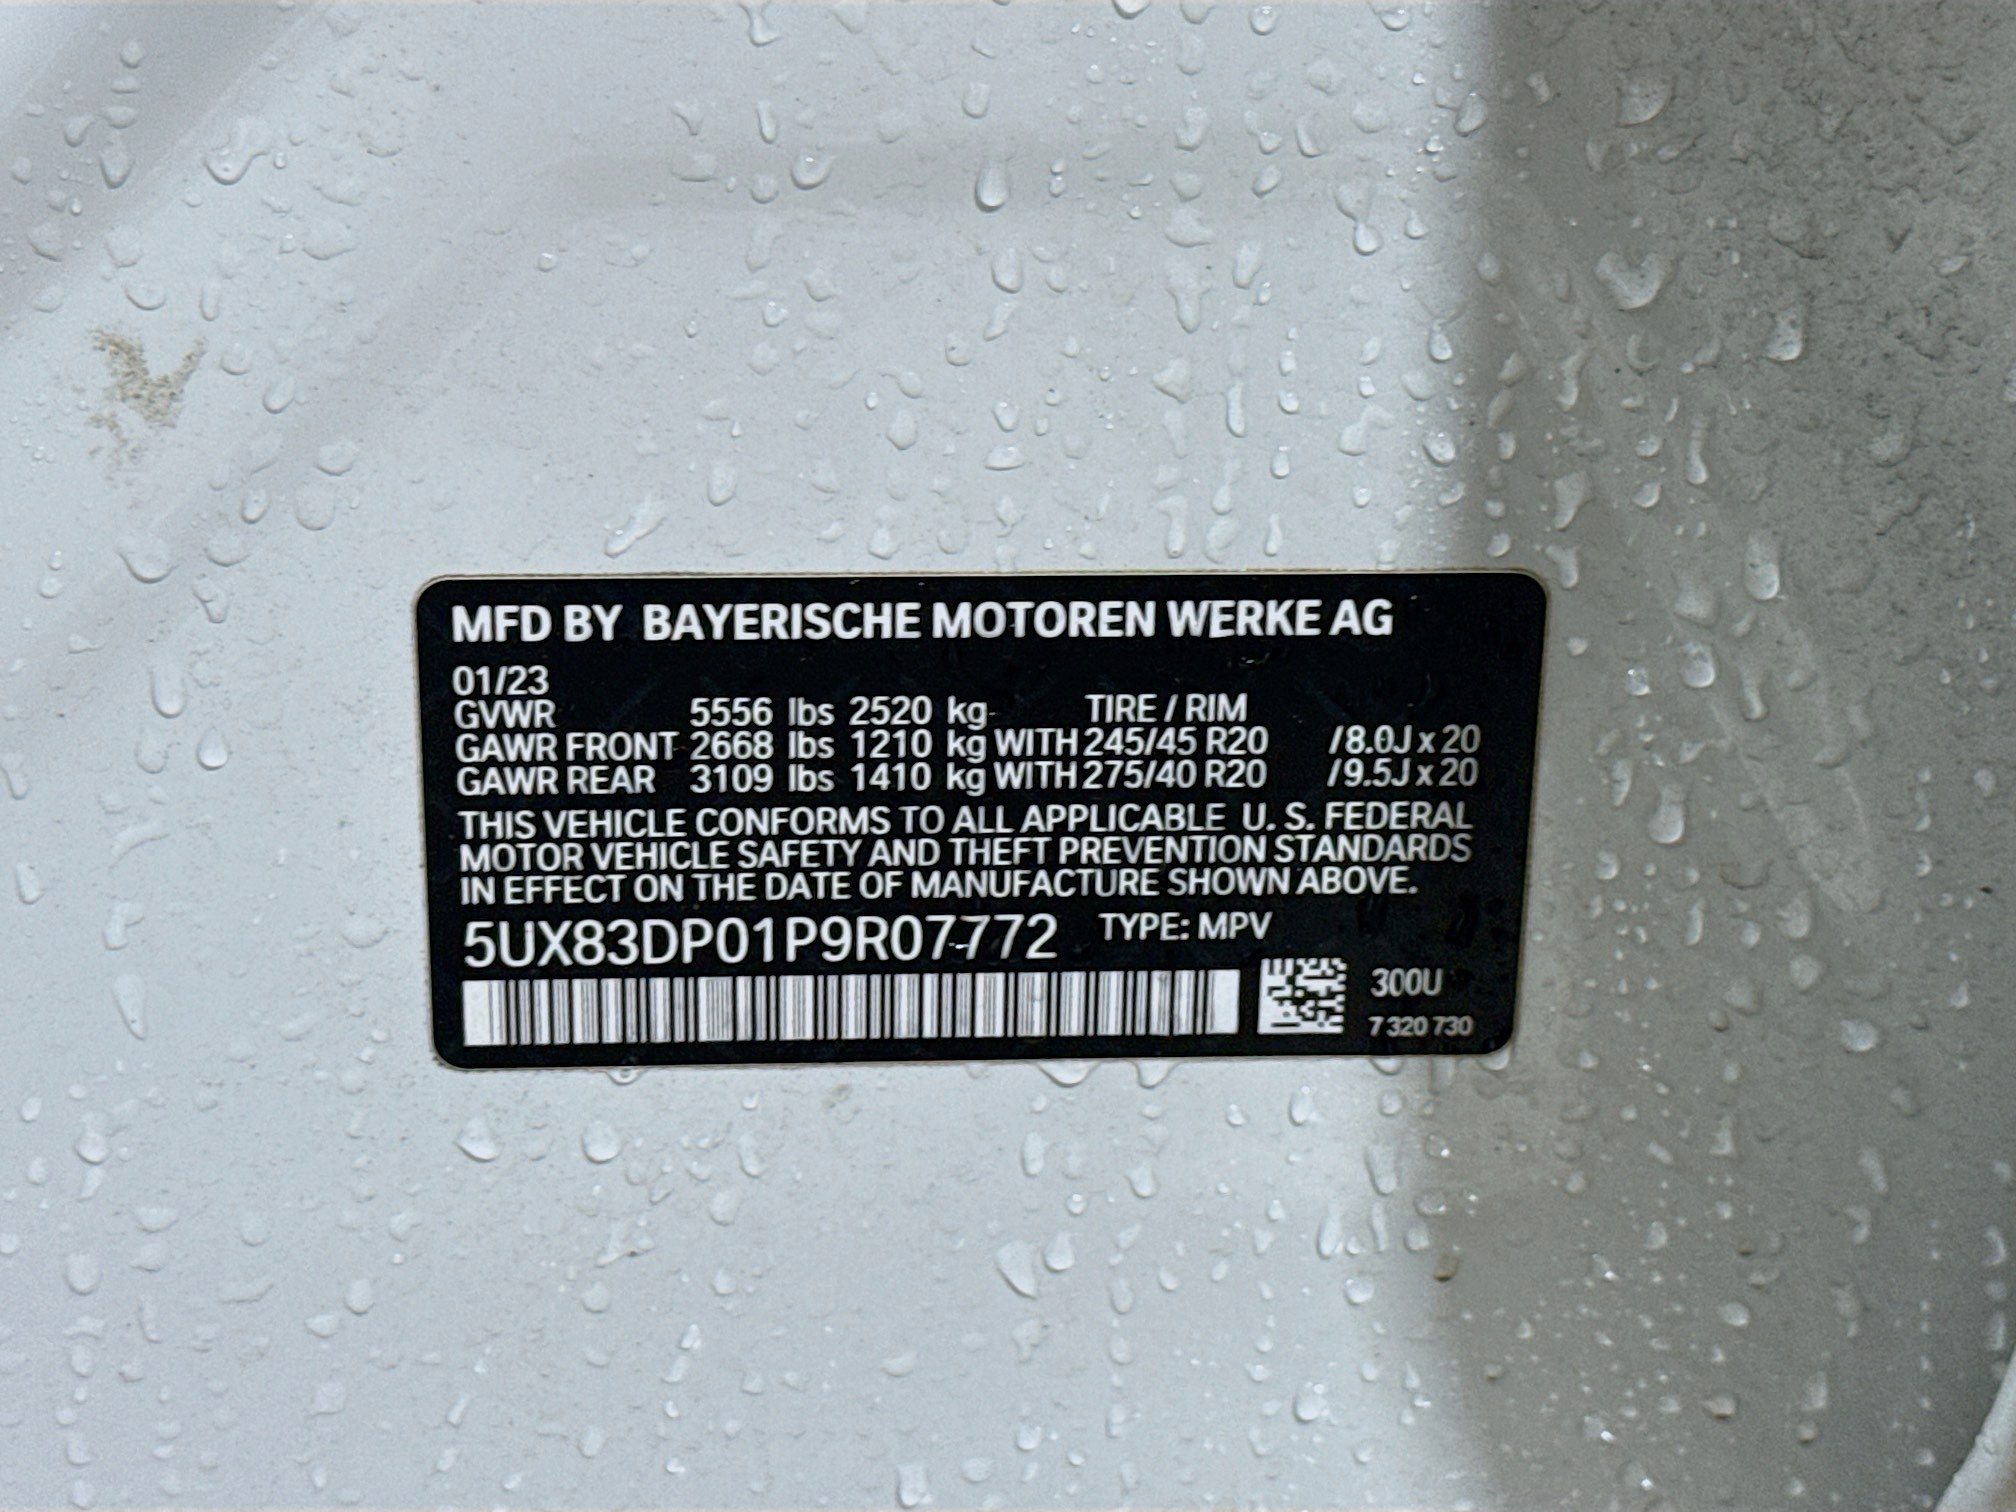 MFD BY BAYERISCHE MOTOREN WERKE AG
01/23
GVWR 5556 lbs 2520 kg TIRE / RIM
GAWR FRONT 2668 lbs 1210 kg WITH 245/45 R20 /8.0J x 20
GAWR REAR 3109 lbs 1410 kg WITH 275/40 R20 /9.5J x 20
THIS VEHICLE CONFORMS TO ALL APPLICABLE U. S. FEDERAL
MOTOR VEHICLE SAFETY AND THEFT PREVENTION STANDARDS
IN EFFECT ON THE DATE OF MANUFACTURE SHOWN ABOVE.
5UX83DP01P9R07772 TYPE: MPV
300U
7 320 730